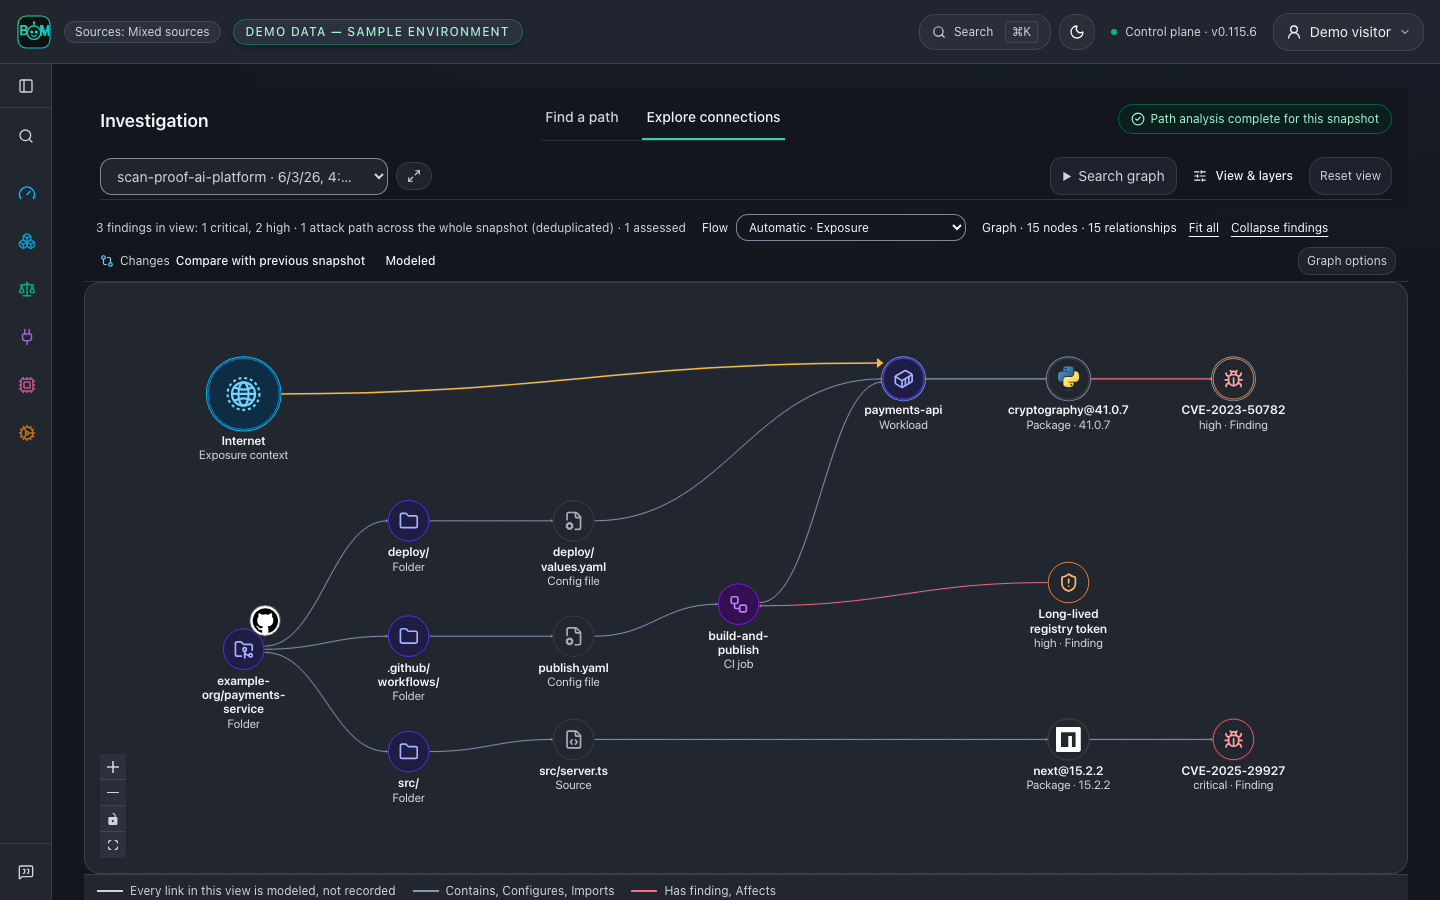 BOM
Sources: Mixed sources
DEMO DATA — SAMPLE ENVIRONMENT
Search ⌘K
Control plane · v0.115.6
Demo visitor
Investigation
Find a path
Explore connections
Path analysis complete for this snapshot
scan-proof-ai-platform · 6/3/26, 4:...
Search graph
View & layers
Reset view
3 findings in view: 1 critical, 2 high · 1 attack path across the whole snapshot (deduplicated) · 1 assessed
Flow
Automatic · Exposure
Graph · 15 nodes · 15 relationships
Fit all
Collapse findings
Changes
Compare with previous snapshot
Modeled
Graph options
Internet
Exposure context
payments-api
Workload
cryptography@41.0.7
Package · 41.0.7
CVE-2023-50782
high · Finding
deploy/
Folder
deploy/
values.yaml
Config file
example-
org/payments-
service
Folder
.github/
workflows/
Folder
publish.yaml
Config file
build-and-
publish
CI job
Long-lived
registry token
high · Finding
src/
Folder
src/server.ts
Source
next@15.2.2
Package · 15.2.2
CVE-2025-29927
critical · Finding
Every link in this view is modeled, not recorded
Contains, Configures, Imports
Has finding, Affects